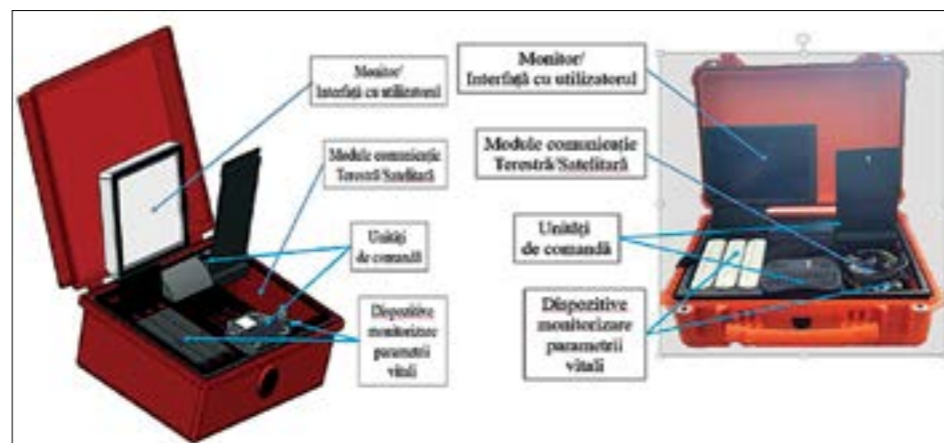 Monitor/
Interfață cu utilizatorul
Module comunicație
Terestră/Satelitară
Unități
de comandă
Dispozitive
monitorizare
parametrii
vitali
Monitor/
Interfață cu utilizatorul
Module comunicație
Terestră/Satelitară
Unități
de comandă
Dispozitive
monitorizare
parametrii
vitali